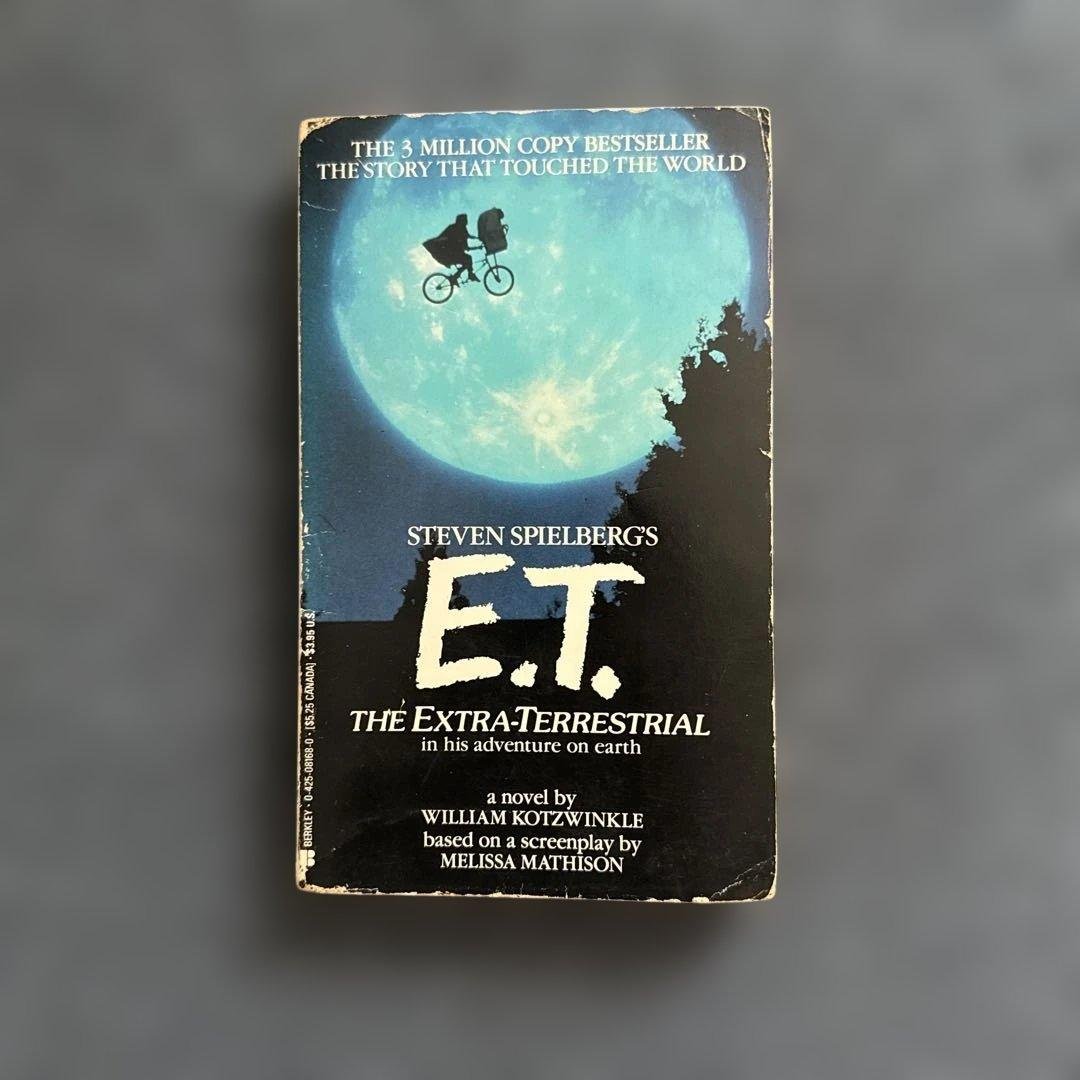 THE 3 MILLION COPY BESTSELLER
THE STORY THAT TOUCHED THE WORLD
STEVEN SPIELBERG'S
E.T.
THE EXTRA-TERRESTRIAL
in his adventure on earth
a novel by
WILLIAM KOTZWINKLE
based on a screenplay by
MELISSA MATHISON
BERKLEY • 0-425-08168-0 • [$5.25 CANADA] • $3.95 U.S.